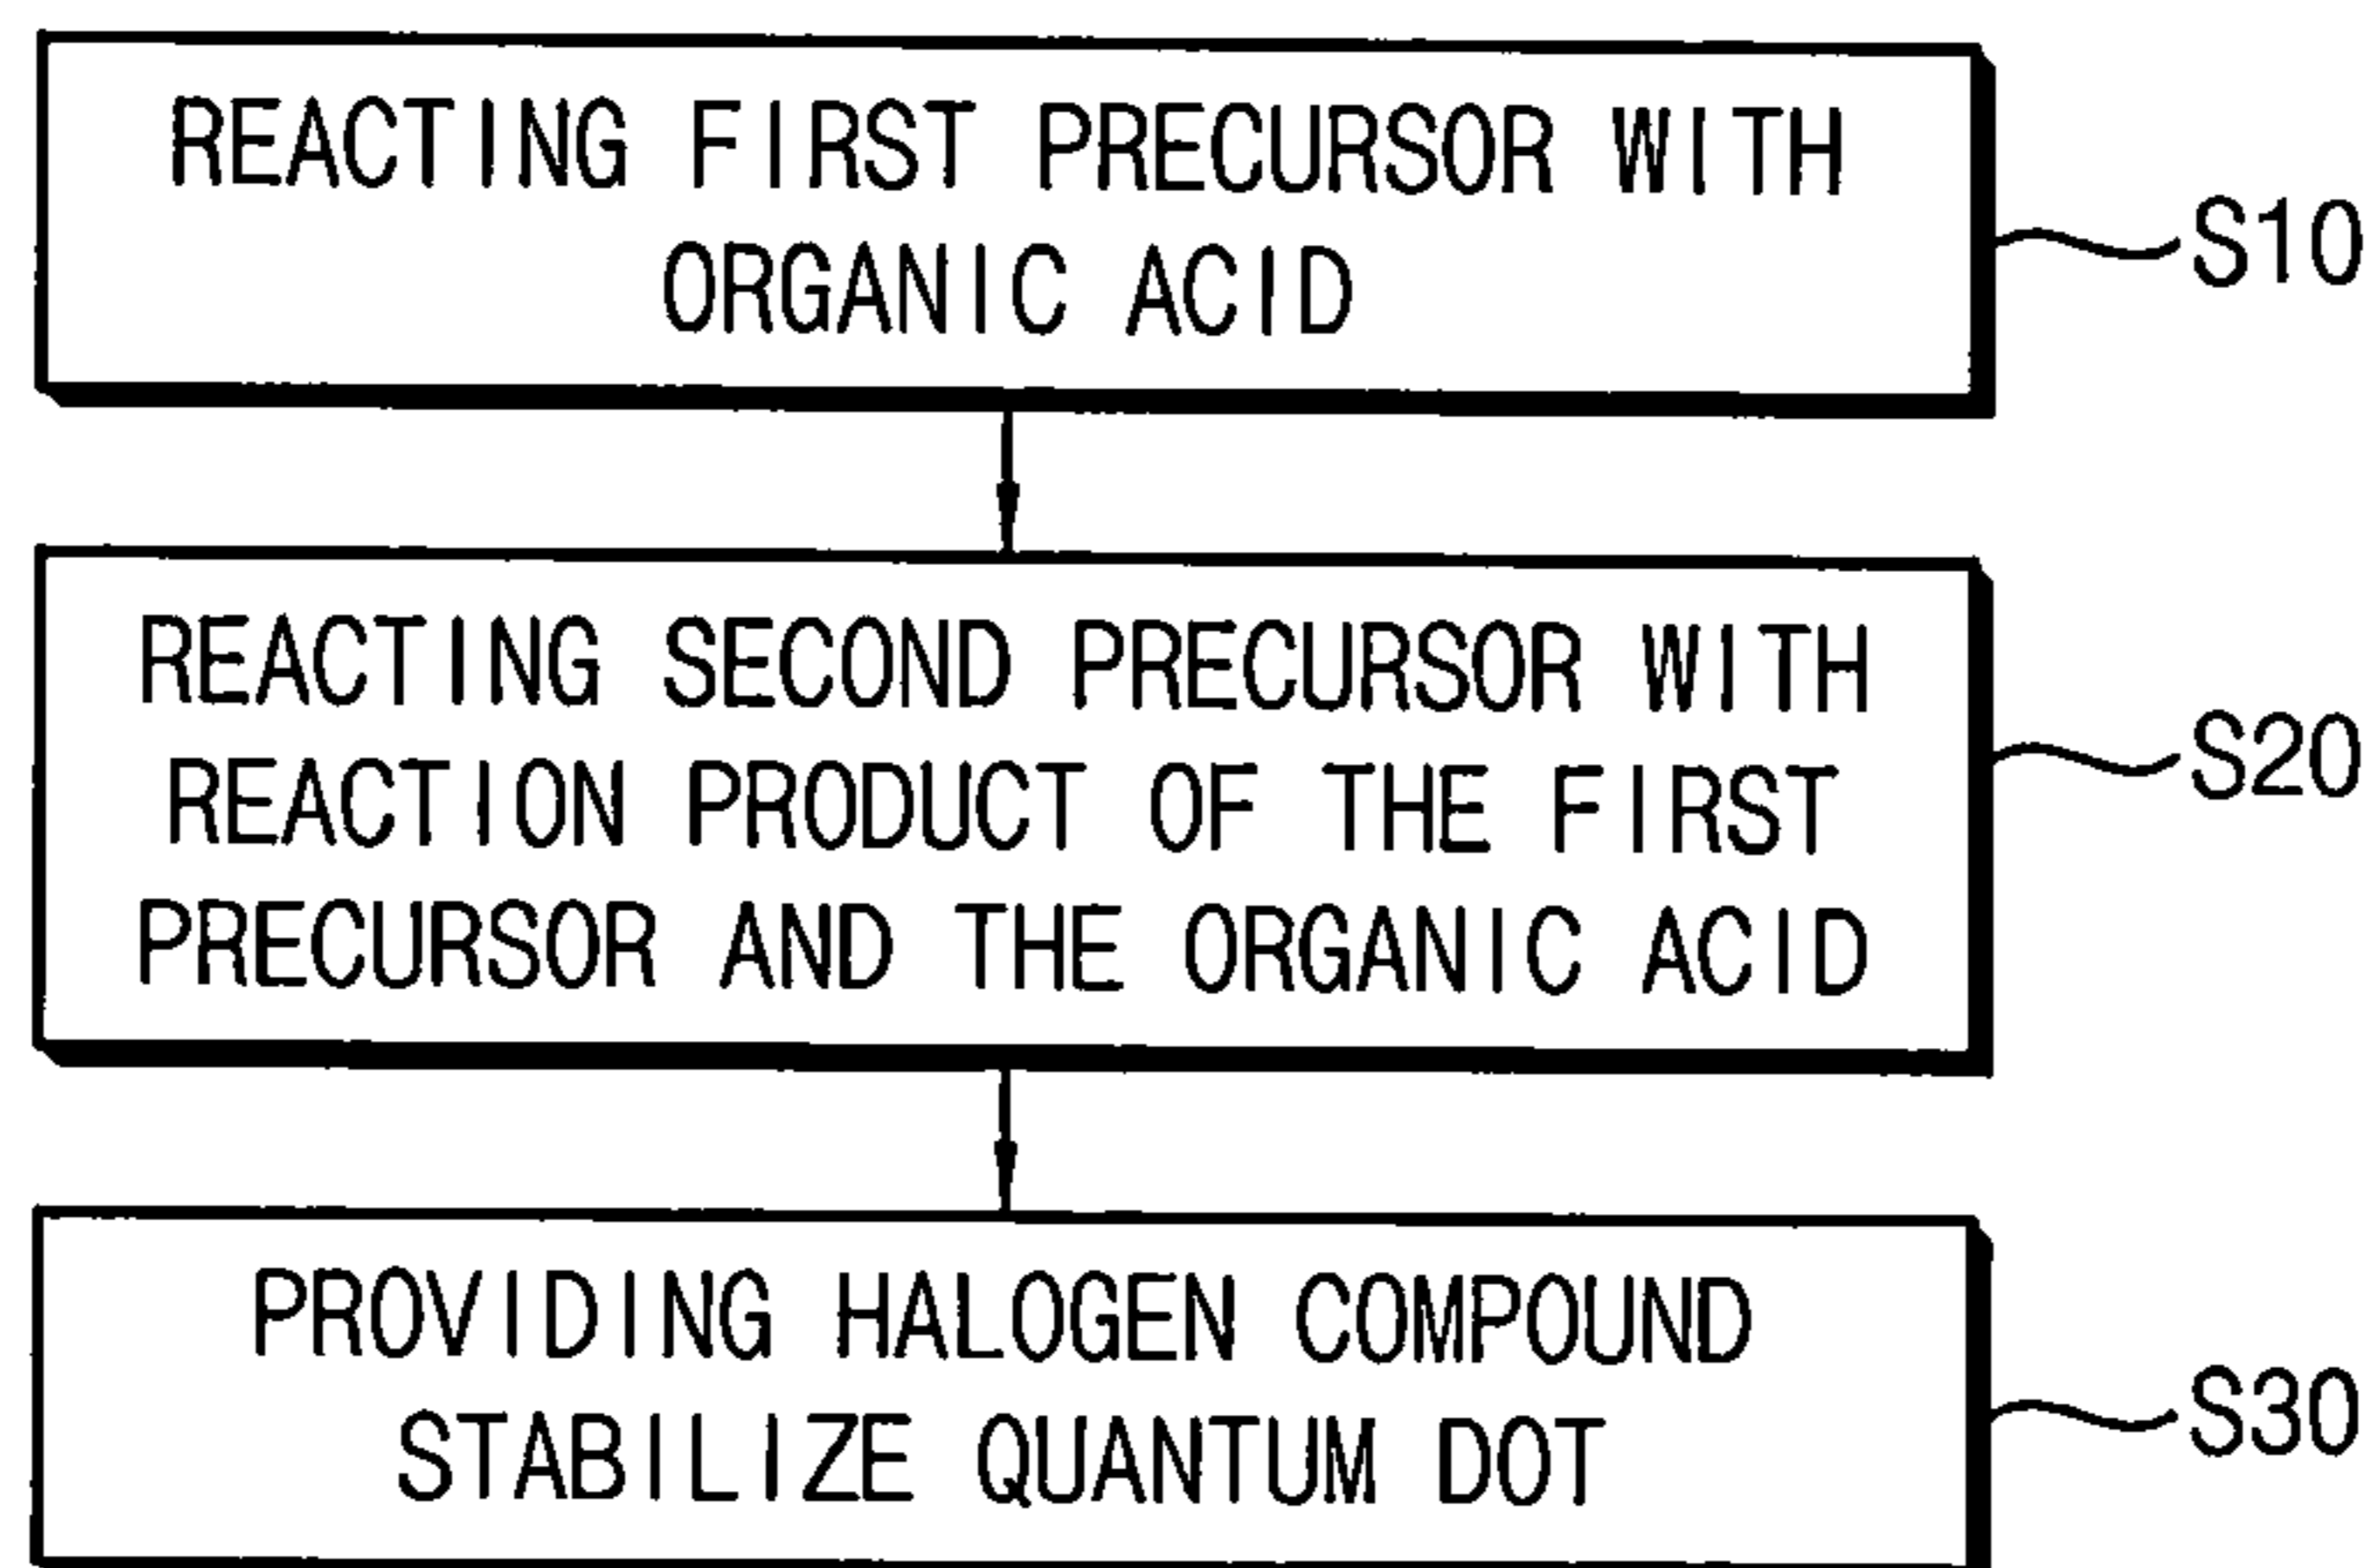 REACTING FIRST PRECURSOR WITH
ORGANIC ACID
S10
REACTING SECOND PRECURSOR WITH
REACTION PRODUCT OF THE FIRST
PRECURSOR AND THE ORGANIC ACID
S20
PROVIDING HALOGEN COMPOUND
STABILIZE QUANTUM DOT
S30